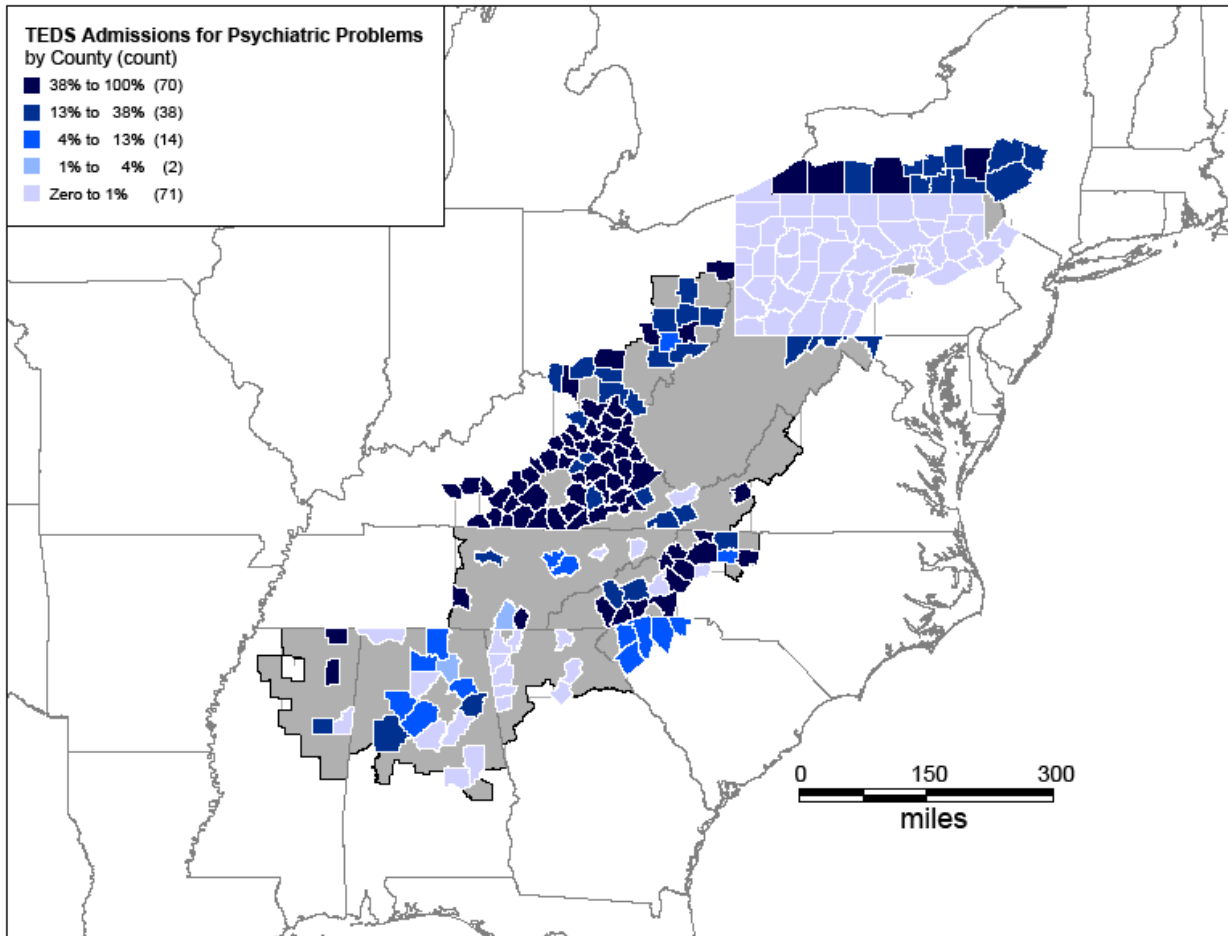 TEDS Admissions for Psychiatric Problems
by County (count)
38% to 100% (70)
13% to 38% (38)
4% to 13% (14)
1% to 4% (2)
Zero to 1% (71)
0 150 300
miles